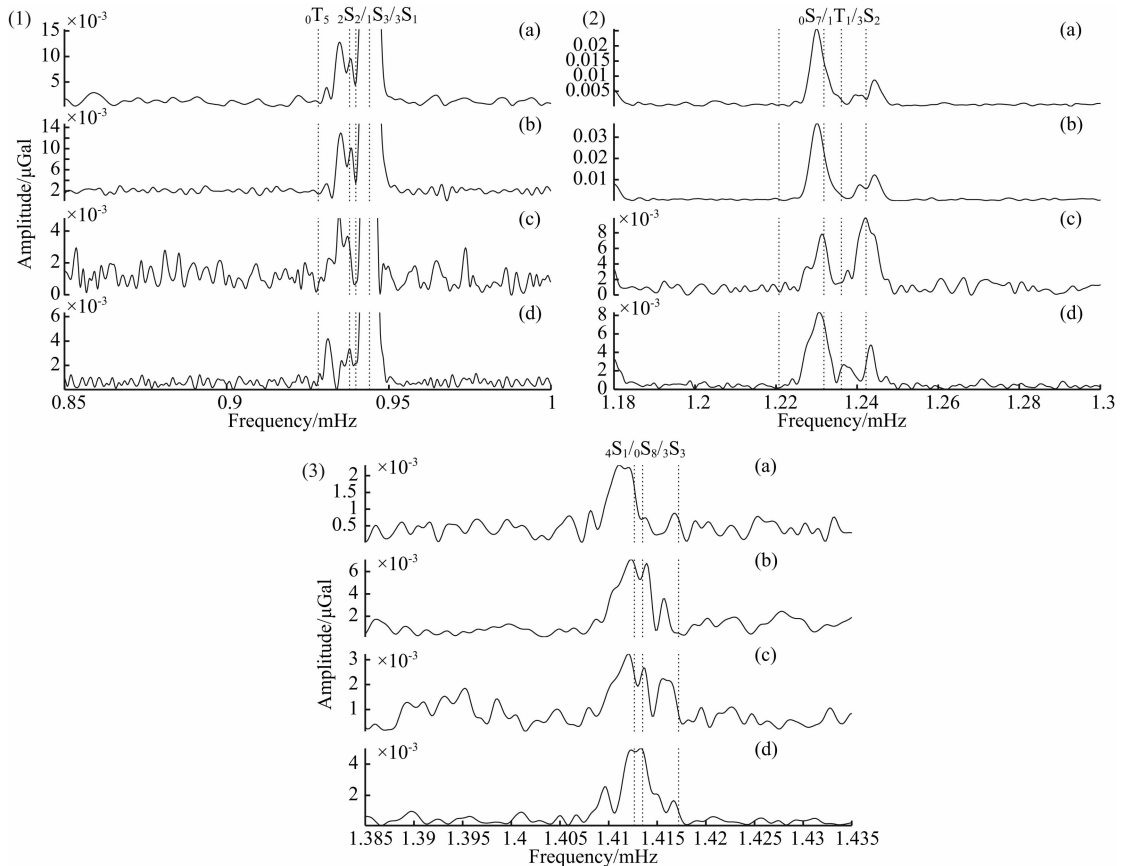 (1)
₀T₅ ₂S₂/₁S₃/₃S₁
×10⁻³
15
10
5
(a)
×10⁻³
14
12
10
8
6
4
2
(b)
×10⁻³
4
2
0
(c)
×10⁻³
6
4
2
(d)
0.85 0.9 0.95 1
Frequency/mHz
Amplitude/μGal
(2)
₀S₇/₁T₁/₃S₂
0.02
0.015
0.01
0.005
(a)
0.03
0.02
0.01
(b)
×10⁻³
8
6
4
2
0
(c)
×10⁻³
8
6
4
2
0
(d)
1.18 1.2 1.22 1.24 1.26 1.28 1.3
Frequency/mHz
(3)
₄S₁/₀S₈/₃S₃
×10⁻³
2
1.5
1
0.5
(a)
×10⁻³
6
4
2
(b)
×10⁻³
3
2
1
(c)
×10⁻³
4
2
(d)
1.385 1.39 1.395 1.4 1.405 1.41 1.415 1.42 1.425 1.43 1.435
Frequency/mHz
Amplitude/μGal